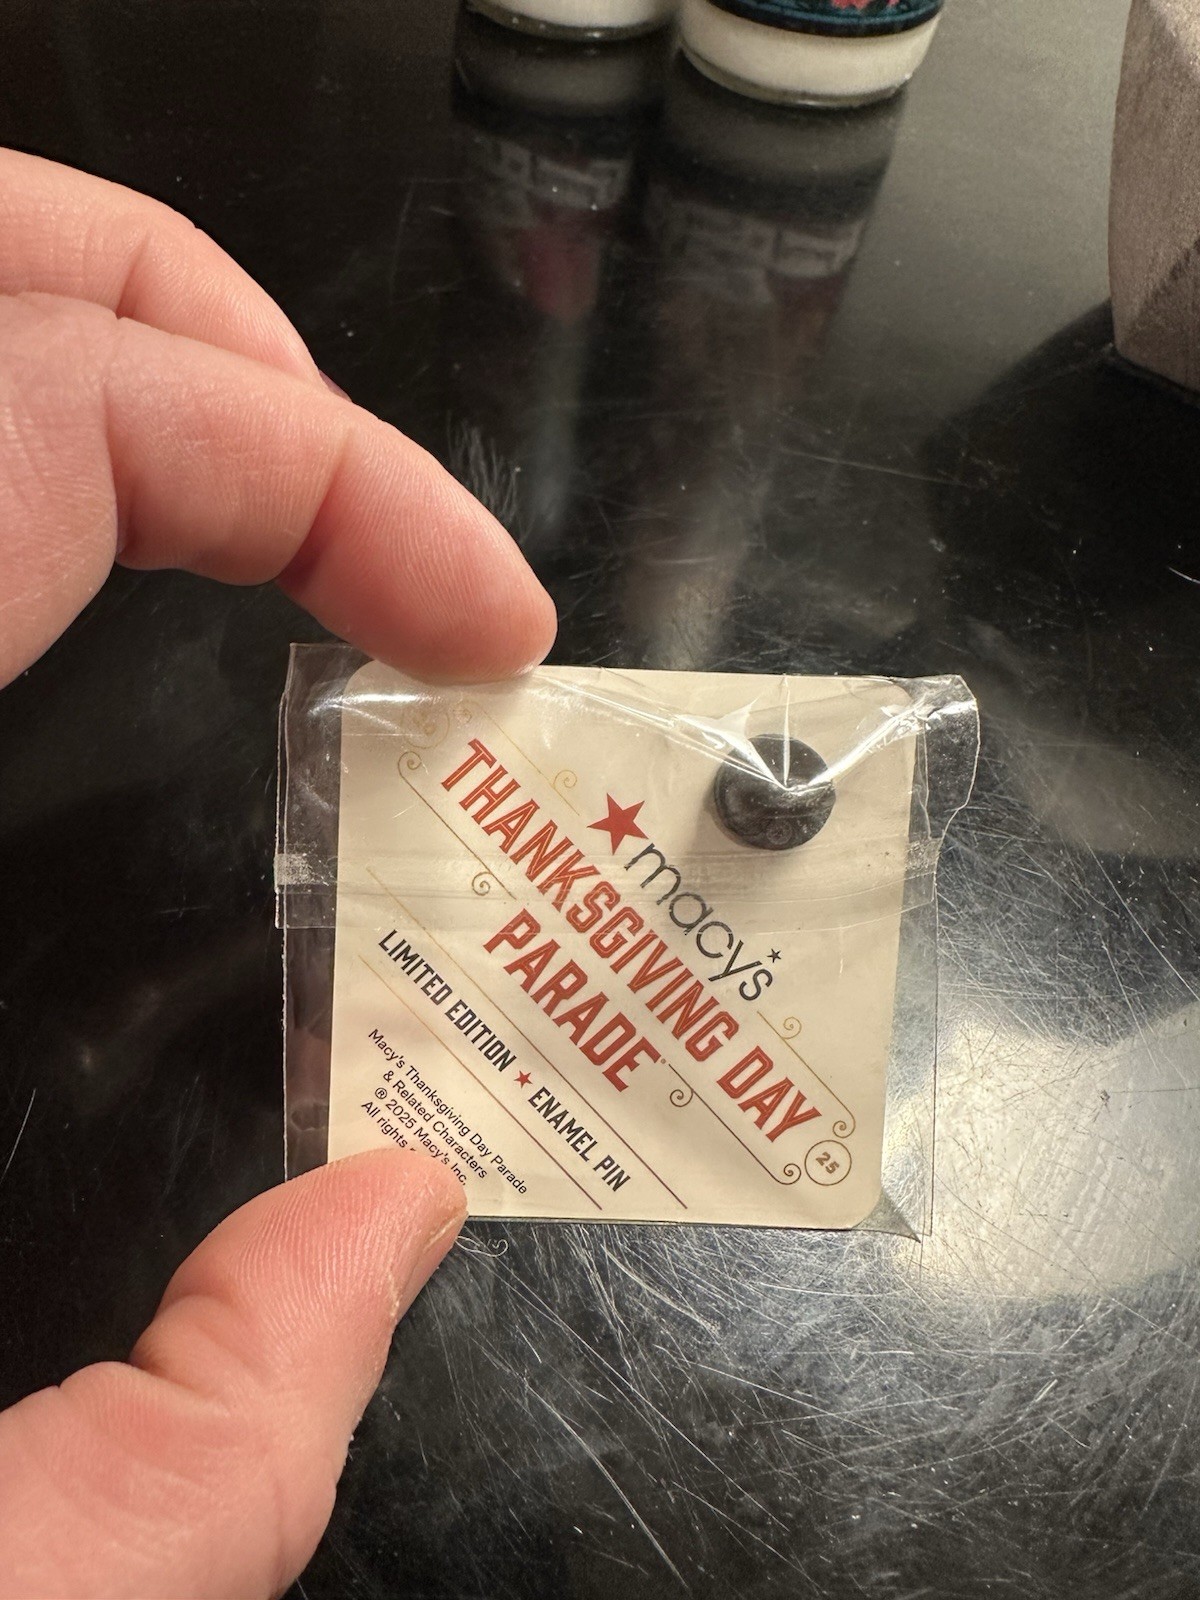 macy's
THANKSGIVING DAY
PARADE
25
LIMITED EDITION ★ ENAMEL PIN
Macy's Thanksgiving Day Parade
& Related Characters
® 2025 Macy's Inc.
All rights